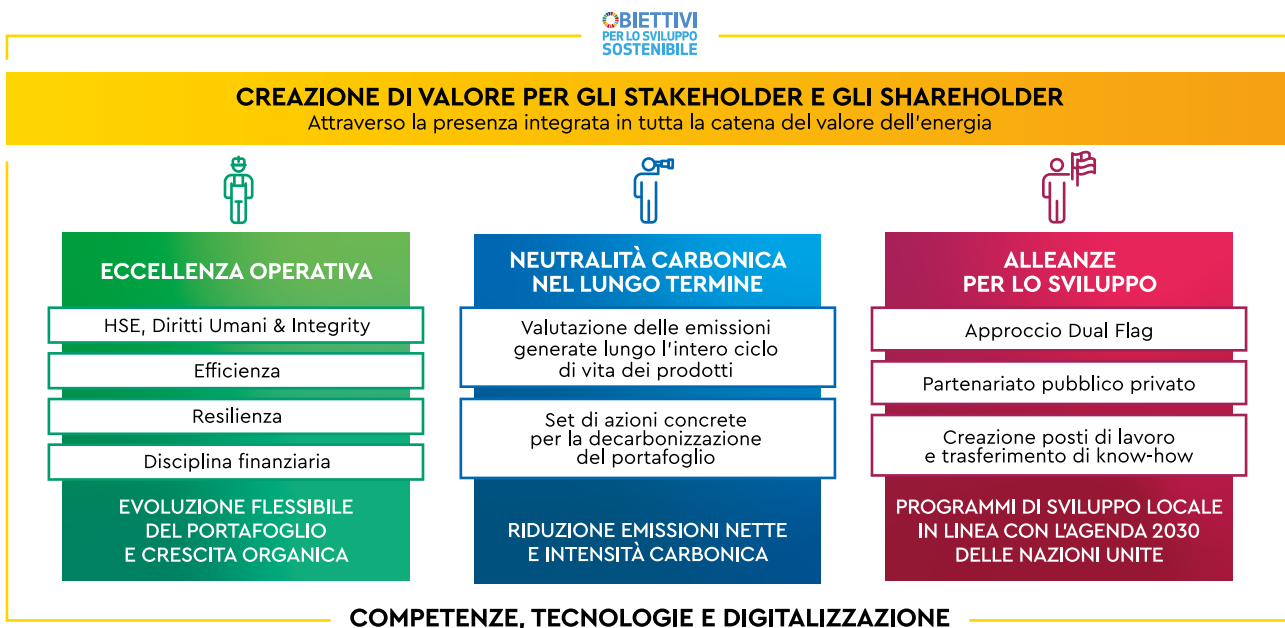 OBIETTIVI
PER LO SVILUPPO
SOSTENIBILE
CREAZIONE DI VALORE PER GLI STAKEHOLDER E GLI SHAREHOLDER
Attraverso la presenza integrata in tutta la catena del valore dell'energia
ECCELLENZA OPERATIVA
HSE, Diritti Umani & Integrity
Efficienza
Resilienza
Disciplina finanziaria
EVOLUZIONE FLESSIBILE
DEL PORTAFOGLIO
E CRESCITA ORGANICA
NEUTRALITÀ CARBONICA
NEL LUNGO TERMINE
Valutazione delle emissioni
generate lungo l'intero ciclo
di vita dei prodotti
Set di azioni concrete
per la decarbonizzazione
del portafoglio
RIDUZIONE EMISSIONI NETTE
E INTENSITÀ CARBONICA
ALLEANZE
PER LO SVILUPPO
Approccio Dual Flag
Partenariato pubblico privato
Creazione posti di lavoro
e trasferimento di know-how
PROGRAMMI DI SVILUPPO LOCALE
IN LINEA CON L'AGENDA 2030
DELLE NAZIONI UNITE
COMPETENZE, TECNOLOGIE E DIGITALIZZAZIONE